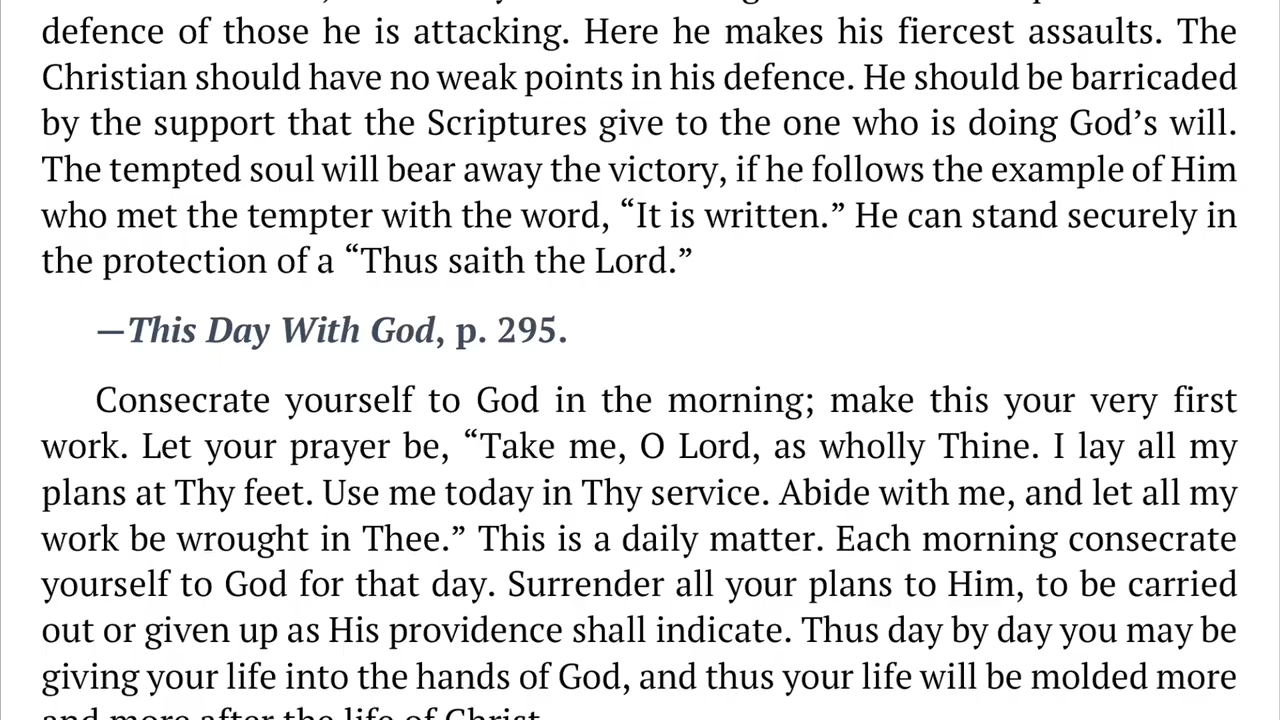 defence of those he is attacking. Here he makes his fiercest assaults. The
Christian should have no weak points in his defence. He should be barricaded
by the support that the Scriptures give to the one who is doing God’s will.
The tempted soul will bear away the victory, if he follows the example of Him
who met the tempter with the word, “It is written.” He can stand securely in
the protection of a “Thus saith the Lord.”
—This Day With God, p. 295.
Consecrate yourself to God in the morning; make this your very first
work. Let your prayer be, “Take me, O Lord, as wholly Thine. I lay all my
plans at Thy feet. Use me today in Thy service. Abide with me, and let all my
work be wrought in Thee.” This is a daily matter. Each morning consecrate
yourself to God for that day. Surrender all your plans to Him, to be carried
out or given up as His providence shall indicate. Thus day by day you may be
giving your life into the hands of God, and thus your life will be molded more
and more after the life of Christ.